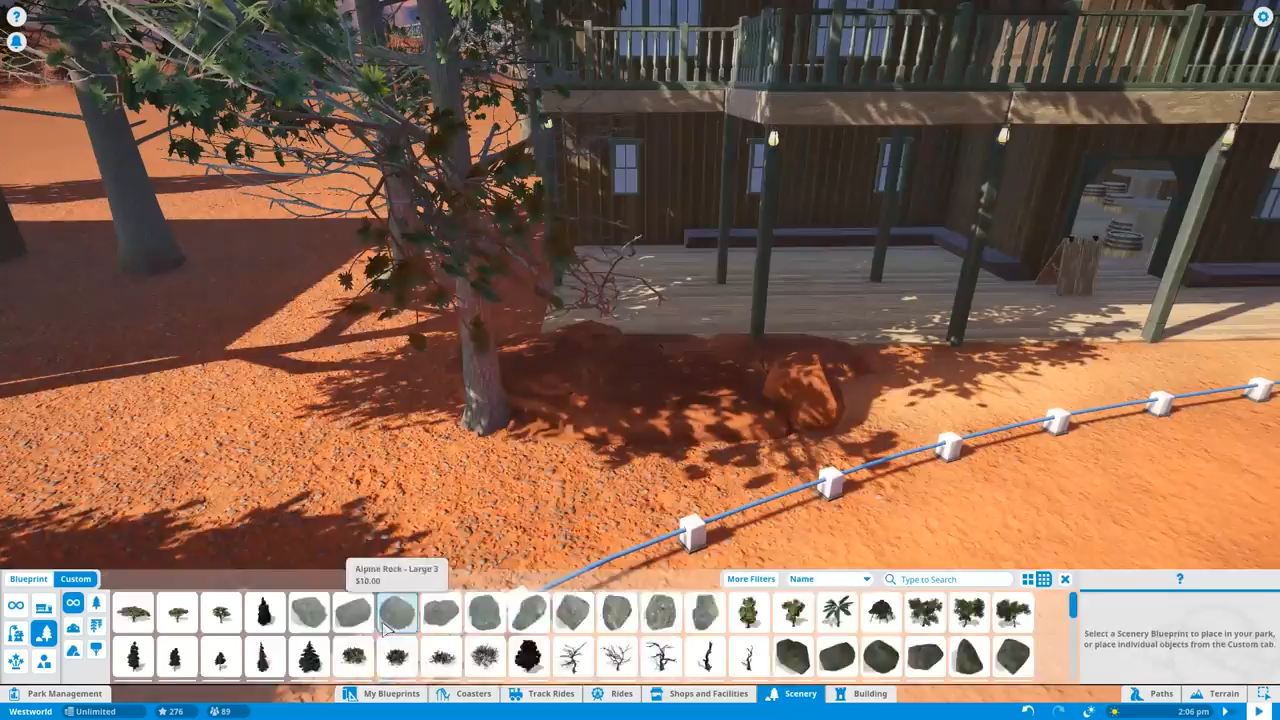 Alpine Rock - Large 3
$10.00
Blueprint
Custom
More Filters
Name
Type to Search
Select a Scenery Blueprint to place in your park,
or place individual objects from the Custom tab.
Park Management
My Blueprints
Coasters
Track Rides
Rides
Shops and Facilities
Scenery
Building
Paths
Terrain
Westworld
Unlimited
276
89
2:06 pm